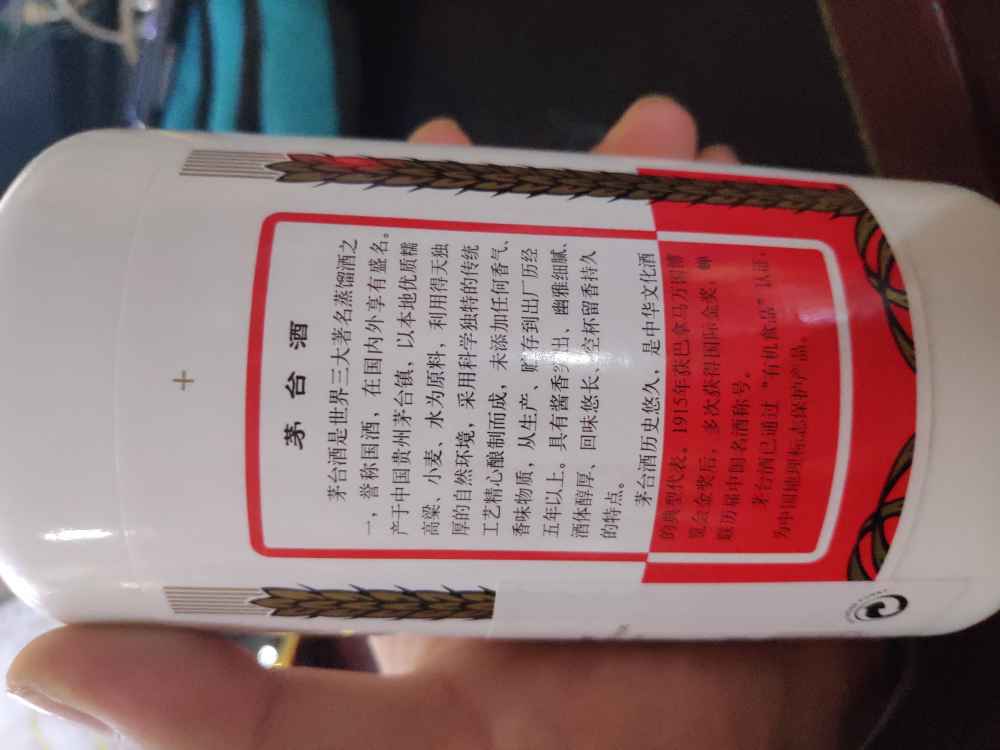 茅台酒
茅台酒是世界三大著名蒸馏酒之
一，誉称国酒，在国内外享有盛名。
产于中国贵州茅台镇，以本地优质糯
高粱、小麦、水为原料，利用得天独
厚的自然环境，采用科学独特的传统
工艺精心酿制而成，未添加任何香气、
香味物质，从生产、贮存到出厂历经
五年以上。具有酱香突出、幽雅细腻、
酒体醇厚、回味悠长、空杯留香持久
的特点。
茅台酒历史悠久，是中华文化酒
的典型代表。1915年获巴拿马万国博
览会金奖后，多次获得国际金奖，蝉
联历届中国名酒称号。
茅台酒已通过“有机食品”认证，
为中国地理标志保护产品。